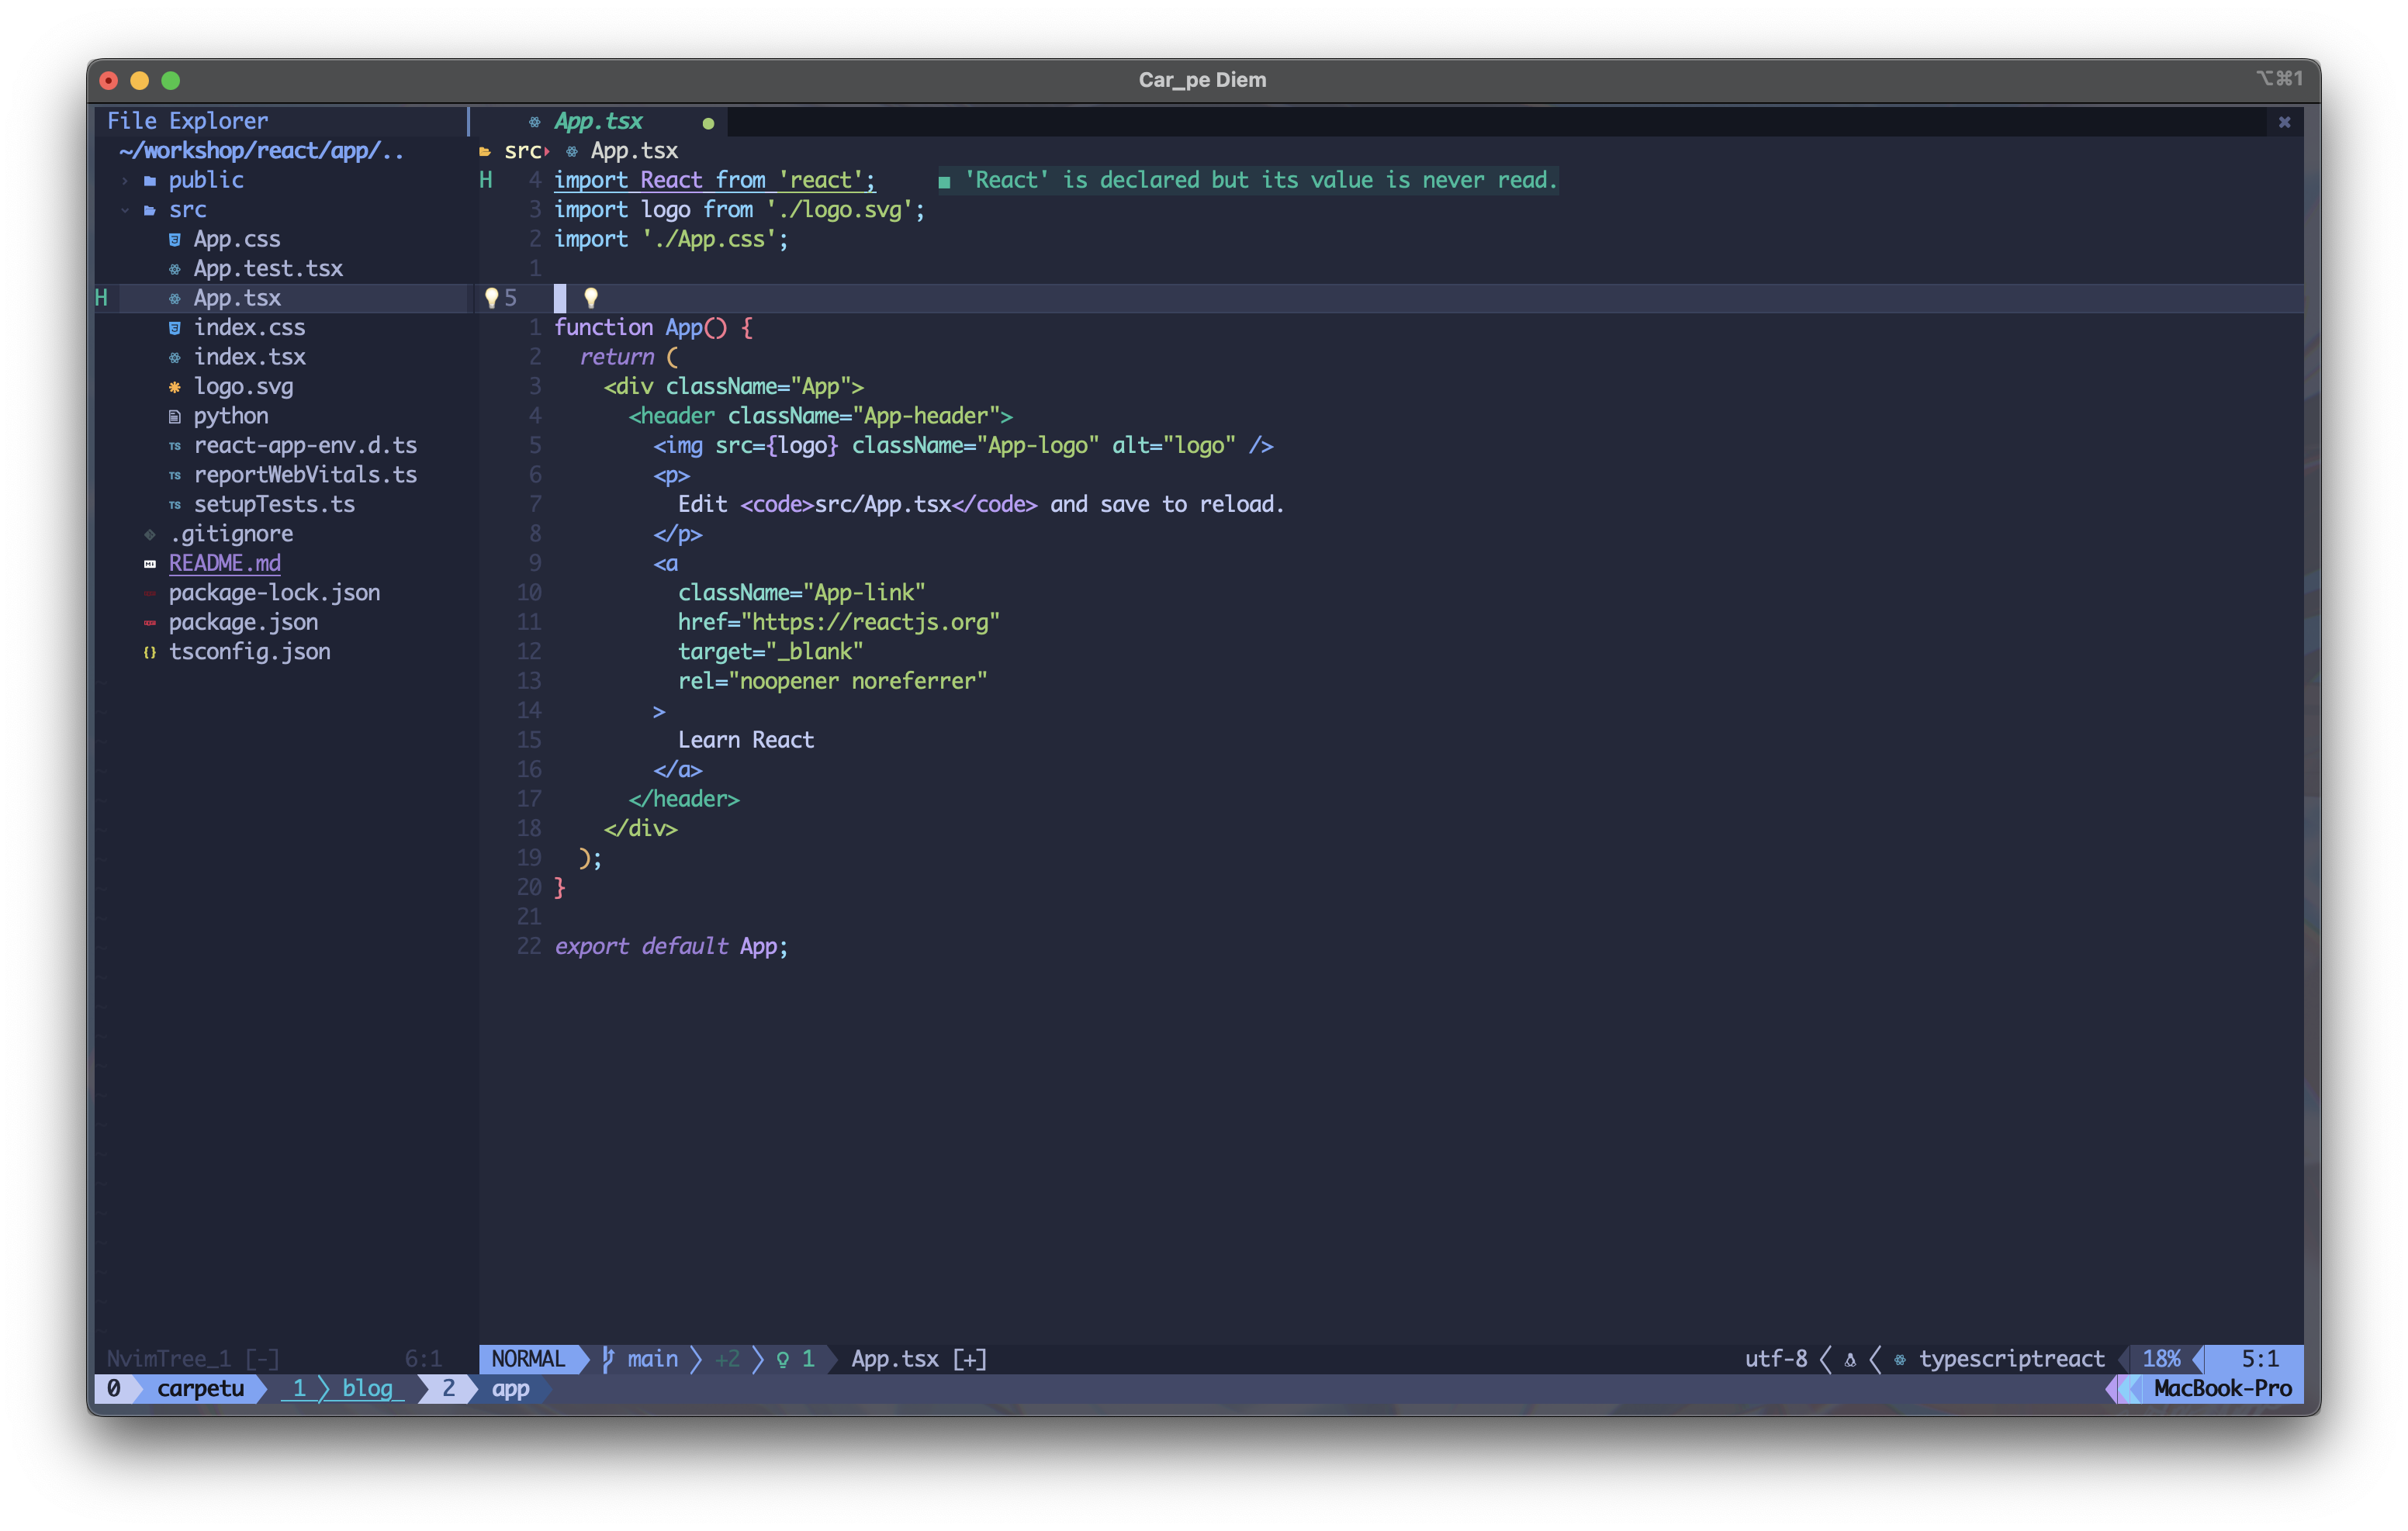 Car_pe Diem
⌥⌘1
File Explorer
~/workshop/react/app/..
public
src
App.css
App.test.tsx
H App.tsx
index.css
index.tsx
logo.svg
python
TS react-app-env.d.ts
TS reportWebVitals.ts
TS setupTests.ts
.gitignore
README.md
package-lock.json
package.json
{} tsconfig.json
NvimTree_1 [-] 6:1
App.tsx
src App.tsx
H 4 import React from 'react'; 'React' is declared but its value is never read.
3 import logo from './logo.svg';
2 import './App.css';
1
5
1 function App() {
2 return (
3 <div className="App">
4 <header className="App-header">
5 <img src={logo} className="App-logo" alt="logo" />
6 <p>
7 Edit <code>src/App.tsx</code> and save to reload.
8 </p>
9 <a
10 className="App-link"
11 href="https://reactjs.org"
12 target="_blank"
13 rel="noopener noreferrer"
14 >
15 Learn React
16 </a>
17 </header>
18 </div>
19 );
20 }
21
22 export default App;
NORMAL main +2 1 App.tsx [+] utf-8 typescriptreact 18% 5:1
0 carpetu 1 blog 2 app MacBook-Pro